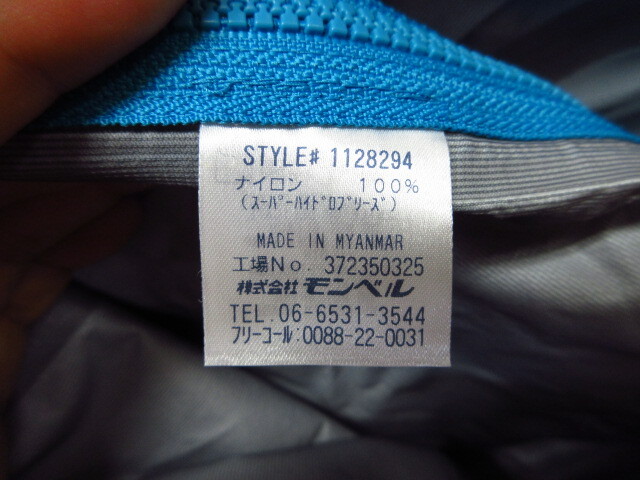 STYLE# 1128294
ナイロン 100%
(スーパーハイドロブリーズ)
MADE IN MYANMAR
工場No. 372350325
株式会社 モンベル
TEL.06-6531-3544
フリーコール:0088-22-0031